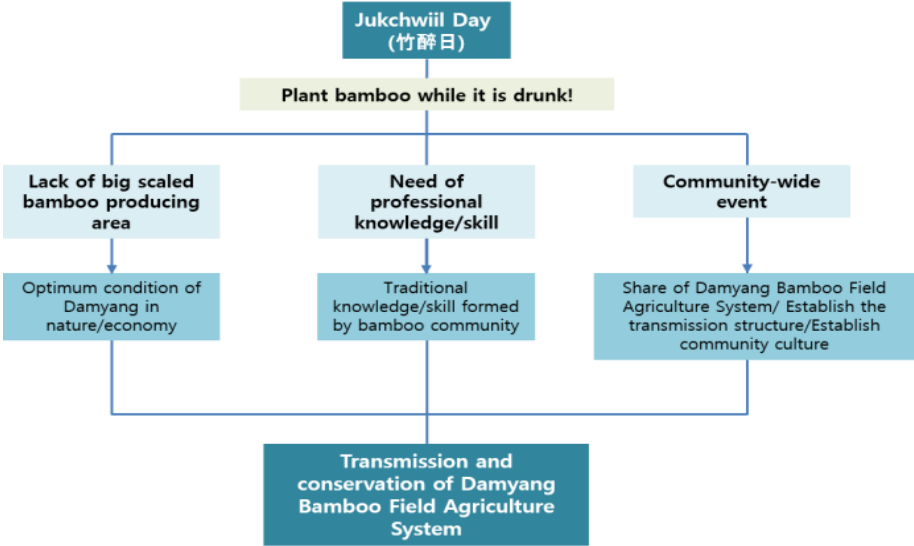 Jukchwiil Day
(竹醉日)
Plant bamboo while it is drunk!
Lack of big scaled
bamboo producing
area
Need of
professional
knowledge/skill
Community-wide
event
Optimum condition of
Damyang in
nature/economy
Traditional
knowledge/skill formed
by bamboo community
Share of Damyang Bamboo Field
Agriculture System/ Establish the
transmission structure/Establish
community culture
Transmission and
conservation of Damyang
Bamboo Field Agriculture
System